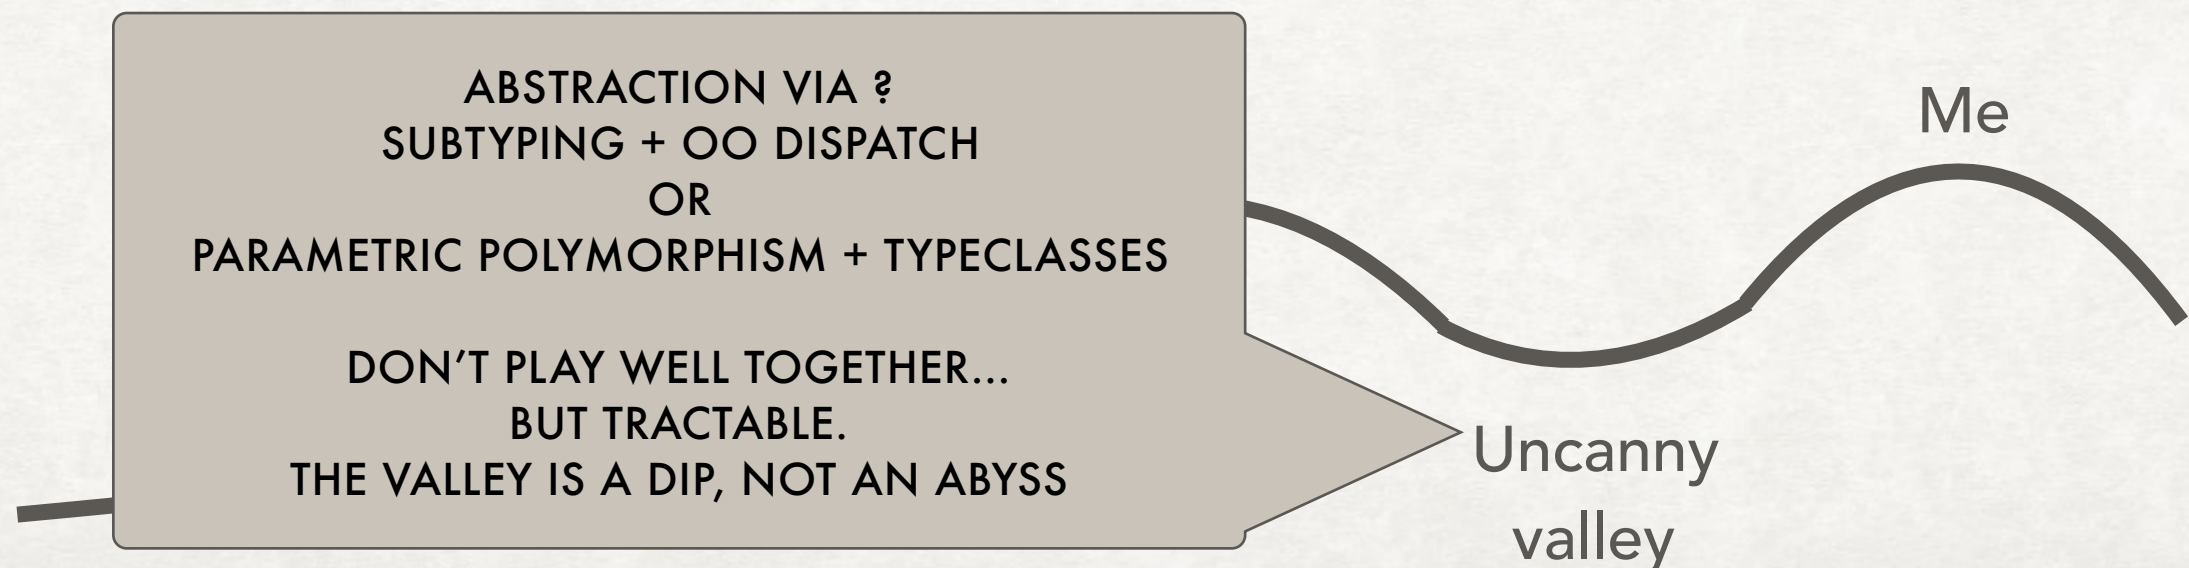 ABSTRACTION VIA ?
SUBTYPING + OO DISPATCH
OR
PARAMETRIC POLYMORPHISM + TYPECLASSES
DON’T PLAY WELL TOGETHER…
BUT TRACTABLE.
THE VALLEY IS A DIP, NOT AN ABYSS
Me
Uncanny
valley